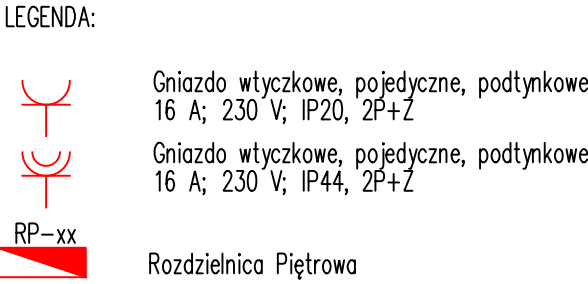 LEGENDA:
Gniazdo wtyczkowe, pojedyczne, podtynkowe
16 A; 230 V; IP20, 2P+Z
Gniazdo wtyczkowe, pojedyczne, podtynkowe
16 A; 230 V; IP44, 2P+Z
RP-xx
Rozdzielnica Piętrowa